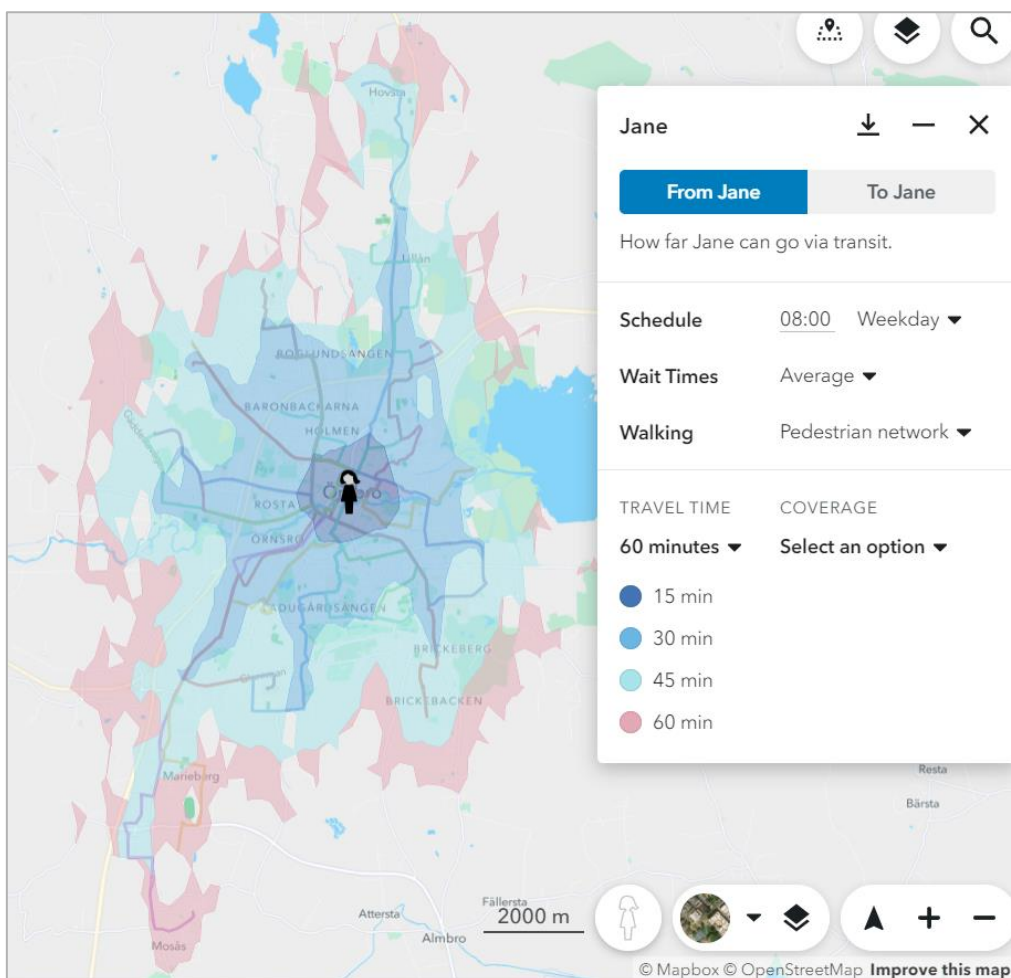 Hovsta
Lillån
BOGLUNDSÄNGEN
BARONBACKARNA
HOLMEN
ROSTA
BRICKEBERG
BRICKEBACKEN
Marieberg
Mosås
Attersta
Fällersta
Almbro
2000 m
Jane
From Jane
To Jane
How far Jane can go via transit.
Schedule 08:00 Weekday
Wait Times Average
Walking Pedestrian network
TRAVEL TIME COVERAGE
60 minutes Select an option
15 min
30 min
45 min
60 min
Resta
Bärsta
© Mapbox © OpenStreetMap Improve this map